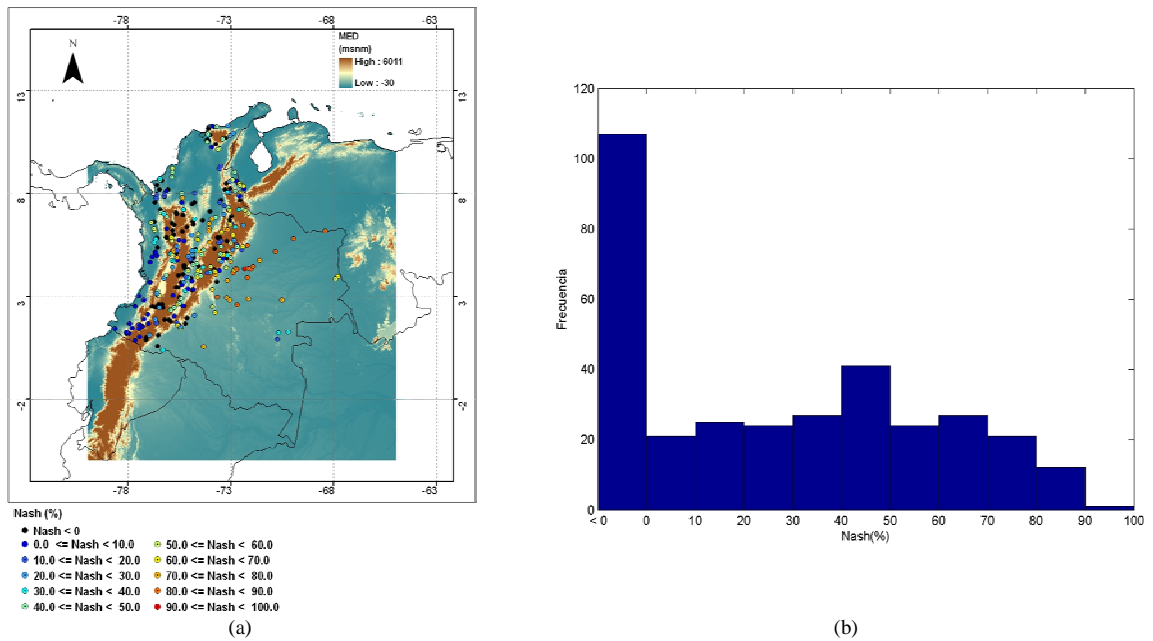 -78 -73 -68 -63
N
MED
(msnm)
High : 6011
Low : -30
13 13
8 8
3 3
-2 -2
-78 -73 -68 -63
Nash (%)
Nash < 0
0.0 <= Nash < 10.0
10.0 <= Nash < 20.0
20.0 <= Nash < 30.0
30.0 <= Nash < 40.0
40.0 <= Nash < 50.0
50.0 <= Nash < 60.0
60.0 <= Nash < 70.0
70.0 <= Nash < 80.0
80.0 <= Nash < 90.0
90.0 <= Nash < 100.0
(a)
120
100
80
60
40
20
0
Frecuencia
< 0 0 10 20 30 40 50 60 70 80 90 100
Nash(%)
(b)